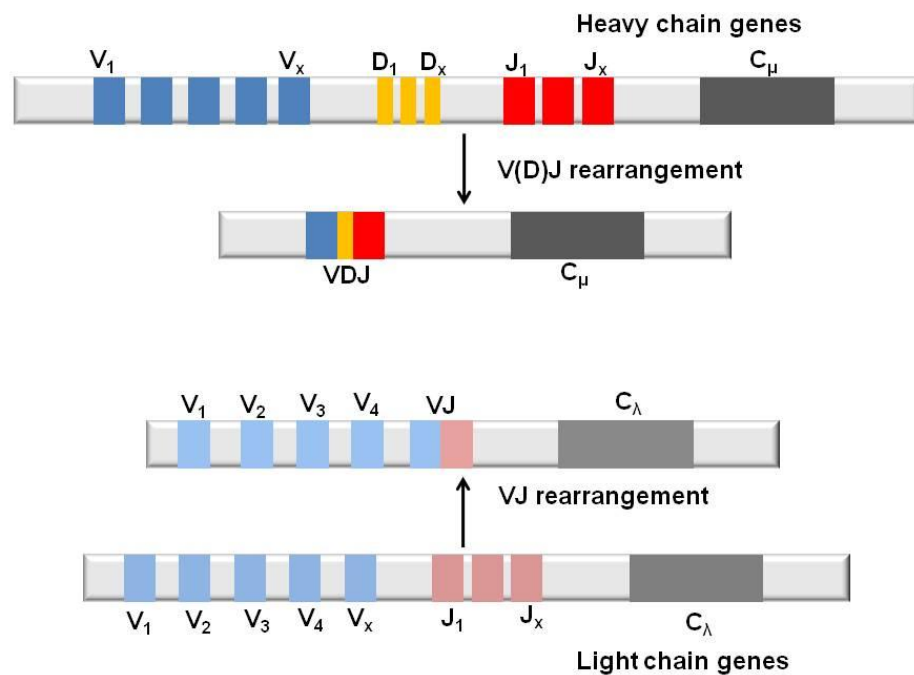 Heavy chain genes
V₁ Vₓ D₁ Dₓ J₁ Jₓ Cμ
V(D)J rearrangement
VDJ Cμ
V₁ V₂ V₃ V₄ VJ Cλ
VJ rearrangement
V₁ V₂ V₃ V₄ Vₓ J₁ Jₓ Cλ
Light chain genes